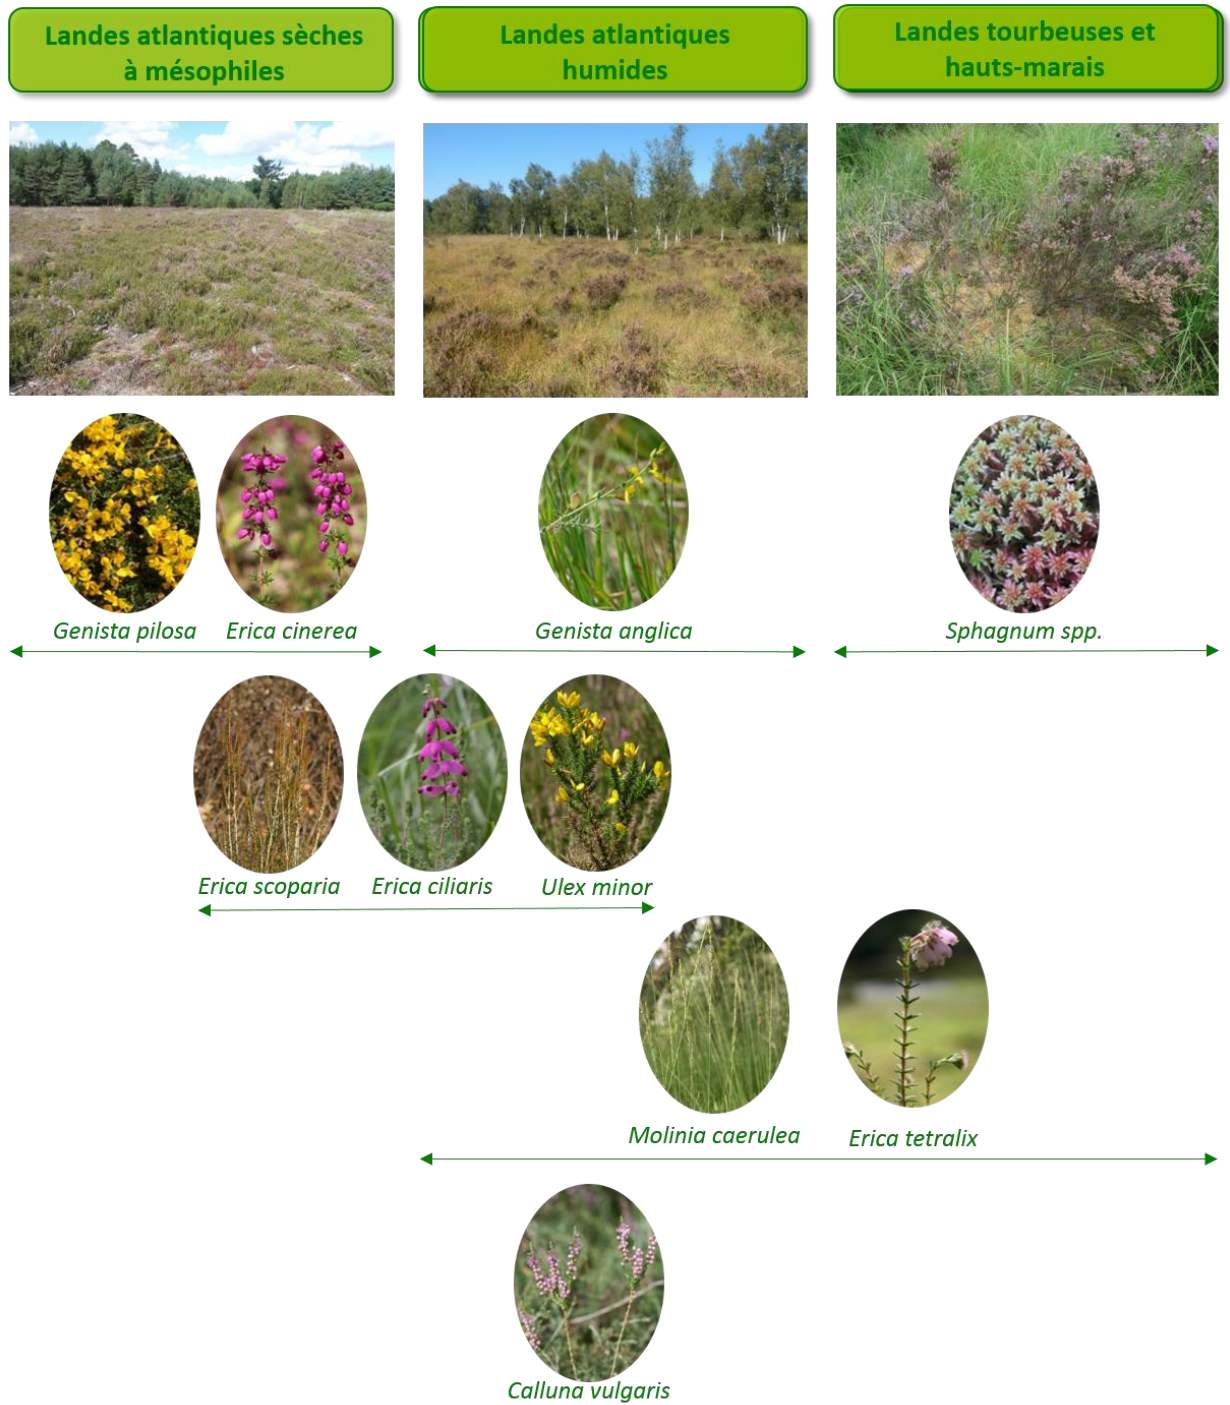 Landes atlantiques sèches
à mésophiles
Landes atlantiques
humides
Landes tourbeuses et
hauts-marais
Genista pilosa
Erica cinerea
Genista anglica
Sphagnum spp.
Erica scoparia
Erica ciliaris
Ulex minor
Molinia caerulea
Erica tetralix
Calluna vulgaris